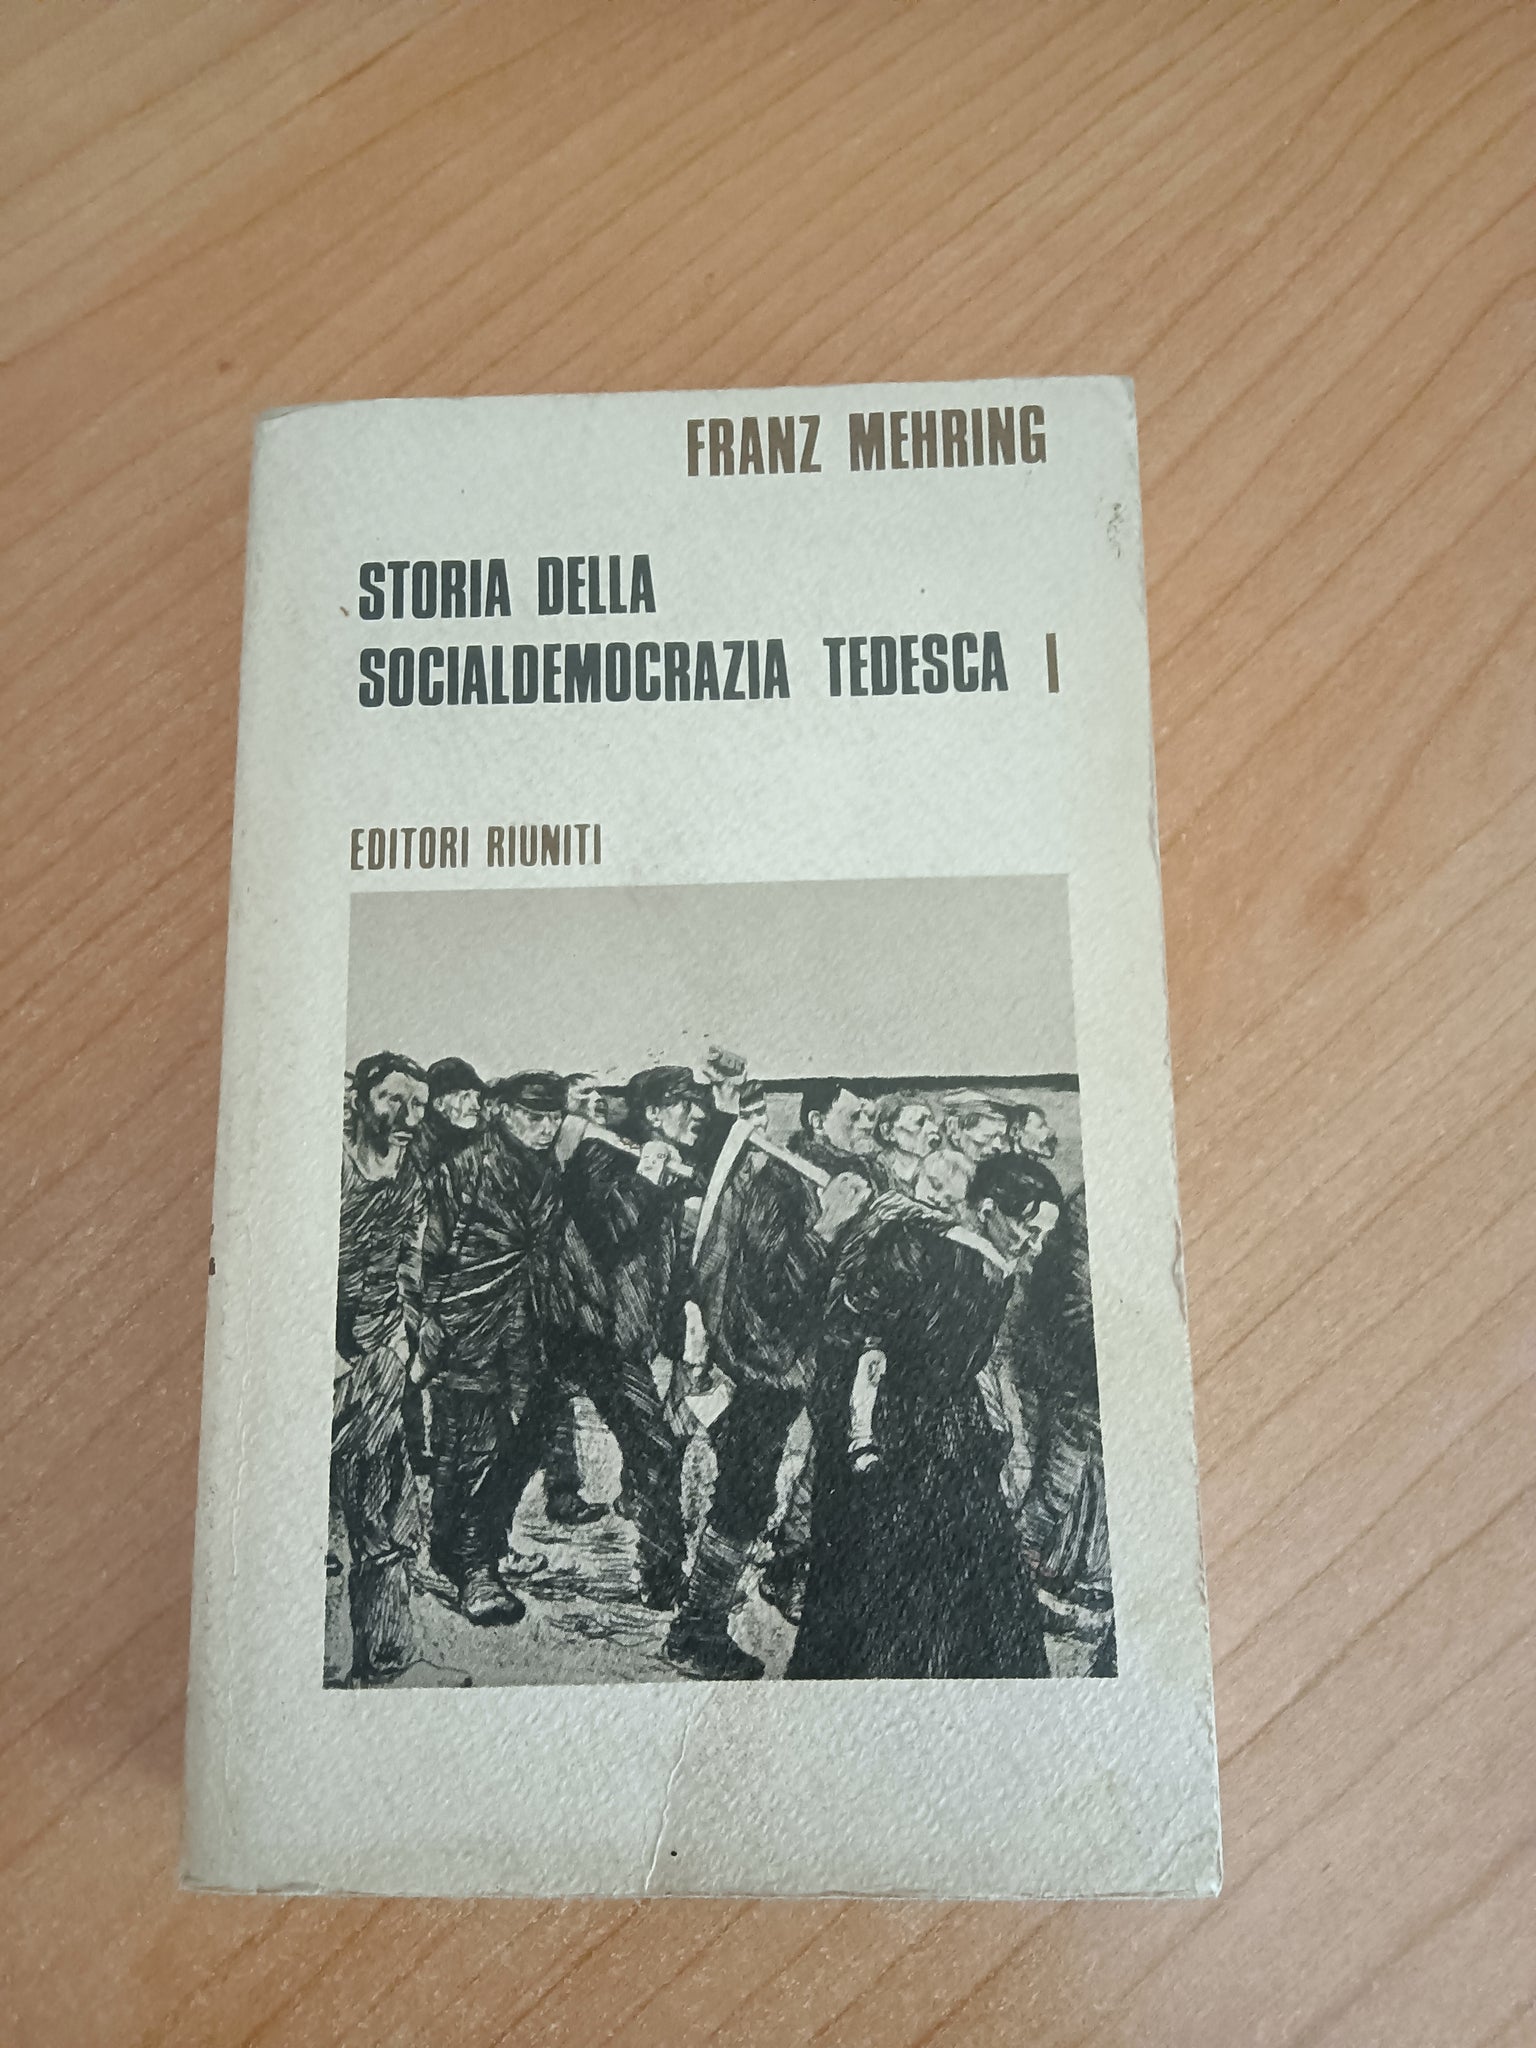 FRANZ MEHRING
STORIA DELLA
SOCIALDEMOCRAZIA TEDESCA I
EDITORI RIUNITI